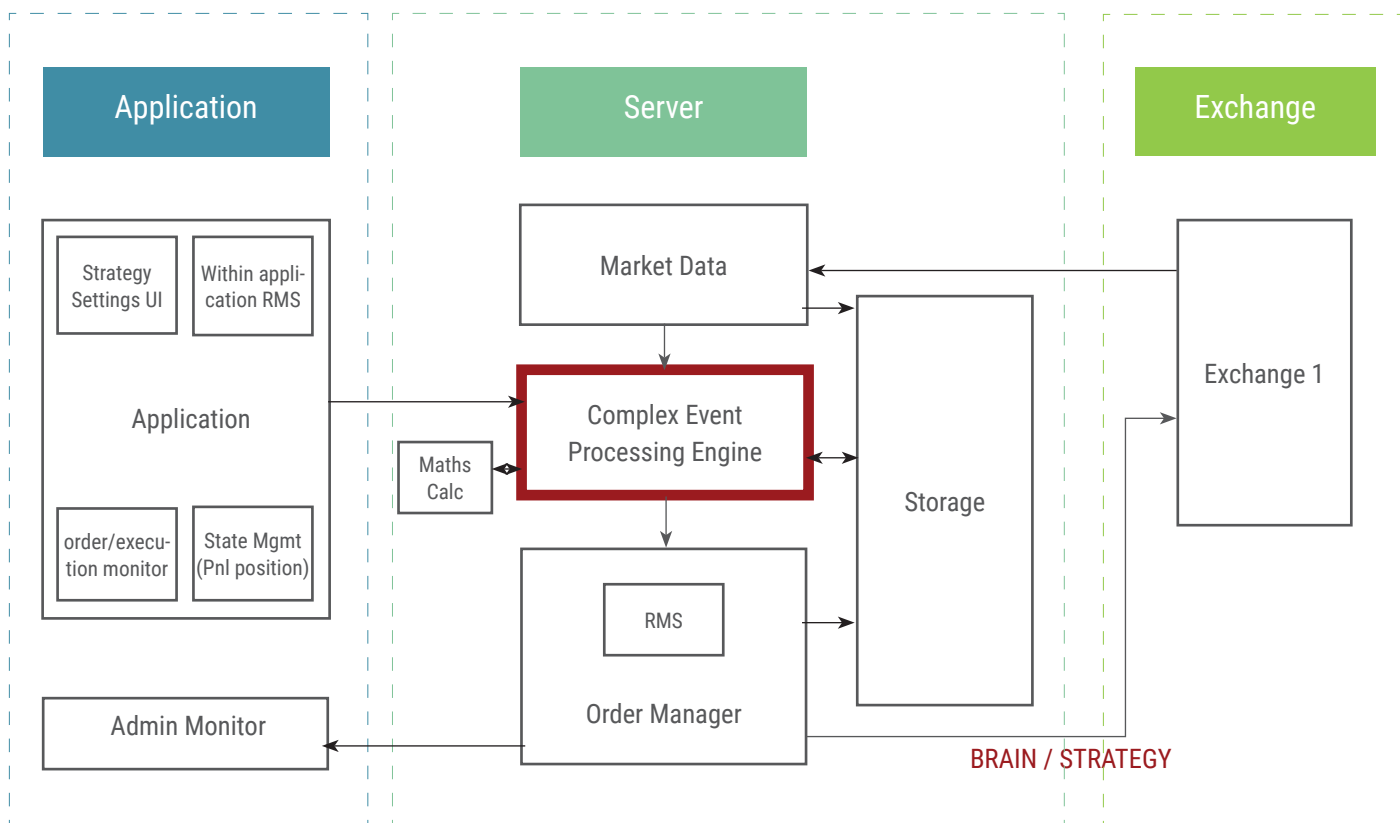 Application
Server
Exchange
Strategy
Settings UI
Within appli-
cation RMS
Application
order/execu-
tion monitor
State Mgmt
(Pnl position)
Admin Monitor
Market Data
Complex Event
Processing Engine
Maths
Calc
Storage
RMS
Order Manager
Exchange 1
BRAIN / STRATEGY